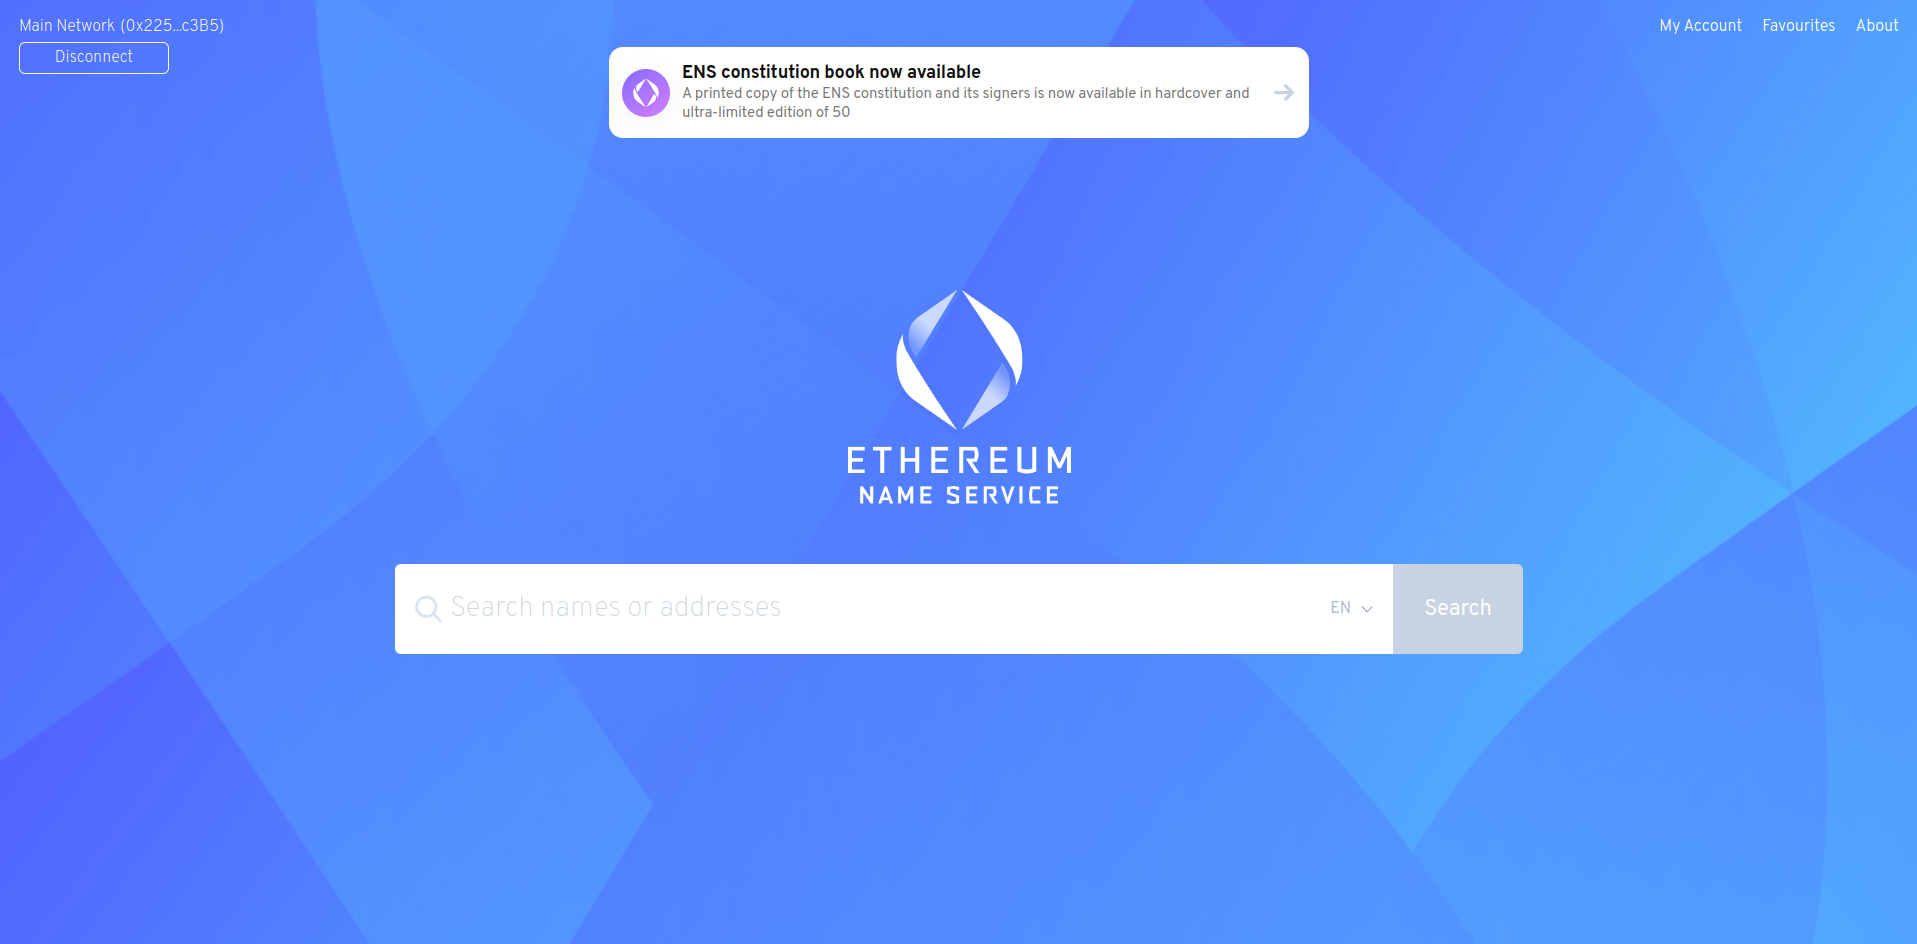 Main Network (0x225...c3B5)
Disconnect
My Account
Favourites
About
ENS constitution book now available
A printed copy of the ENS constitution and its signers is now available in hardcover and
ultra-limited edition of 50
ETHEREUM
NAME SERVICE
Search names or addresses
EN
Search